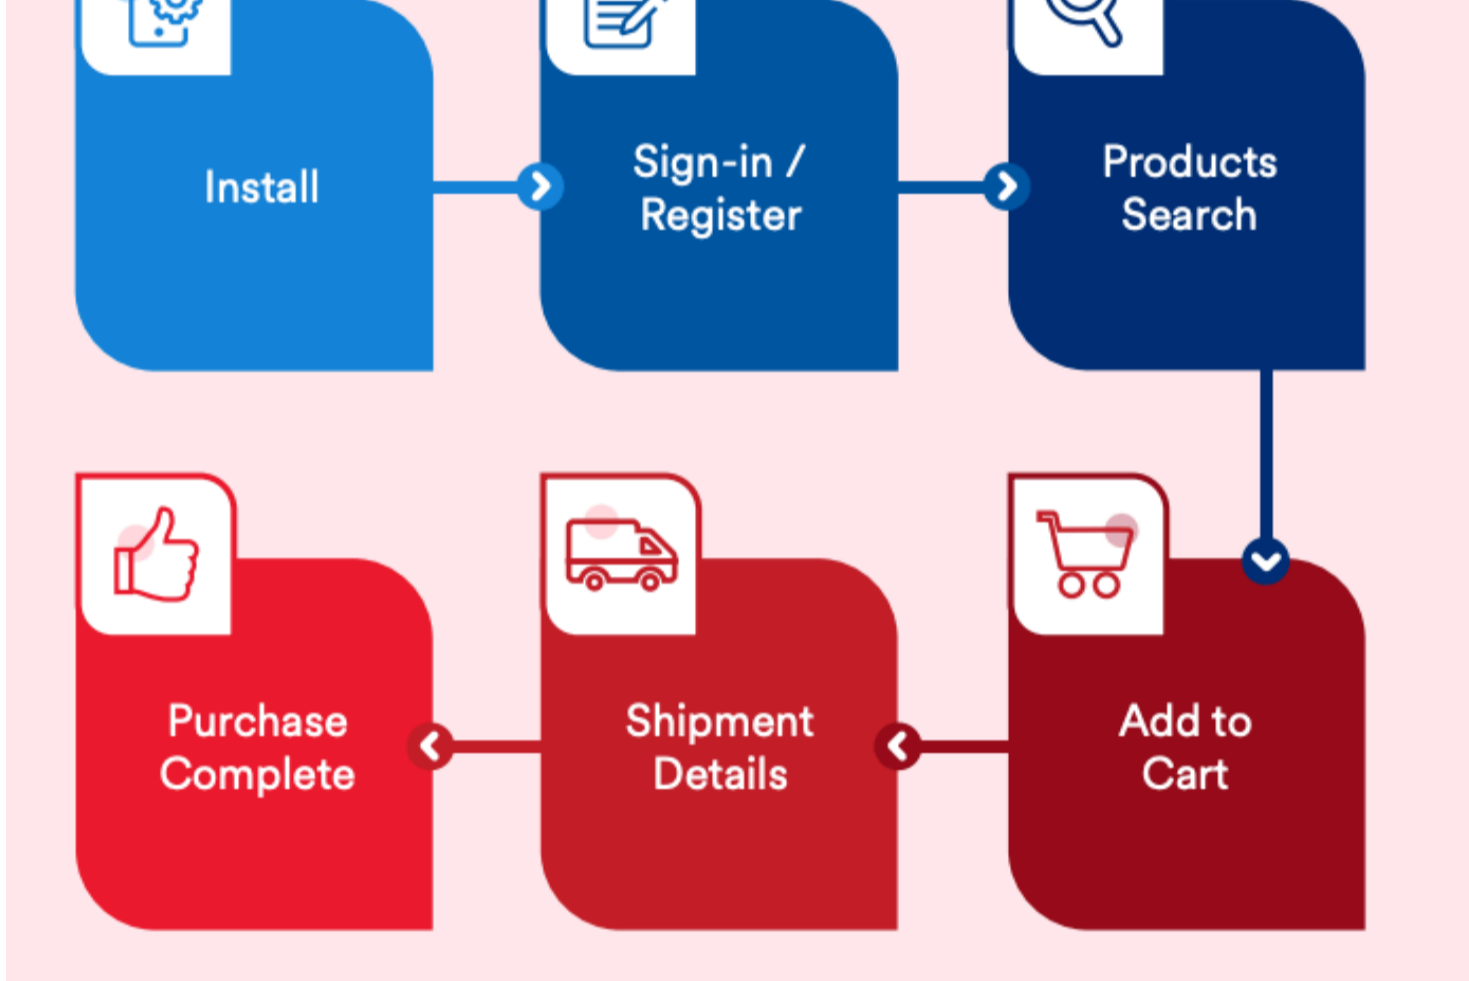 Install
Sign-in /
Register
Products
Search
Add to
Cart
Shipment
Details
Purchase
Complete